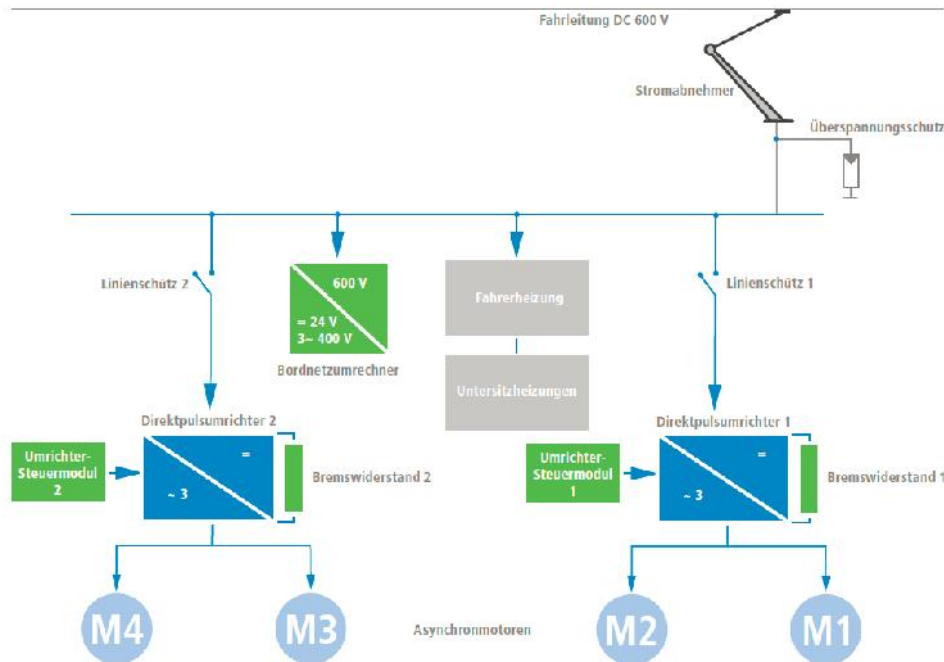 Fahrleitung DC 600 V
Stromabnehmer
Überspannungsschutz
Linienschütz 2
600 V
= 24 V
3~ 400 V
Bordnetzumrechner
Fahrerheizung
Untersitzheizungen
Linienschütz 1
Direktpulsumrichter 2
Umrichter-
Steuermodul
2
=
~ 3
Bremswiderstand 2
Direktpulsumrichter 1
Umrichter-
Steuermodul
1
=
~ 3
Bremswiderstand 1
M4
M3
Asynchronmotoren
M2
M1